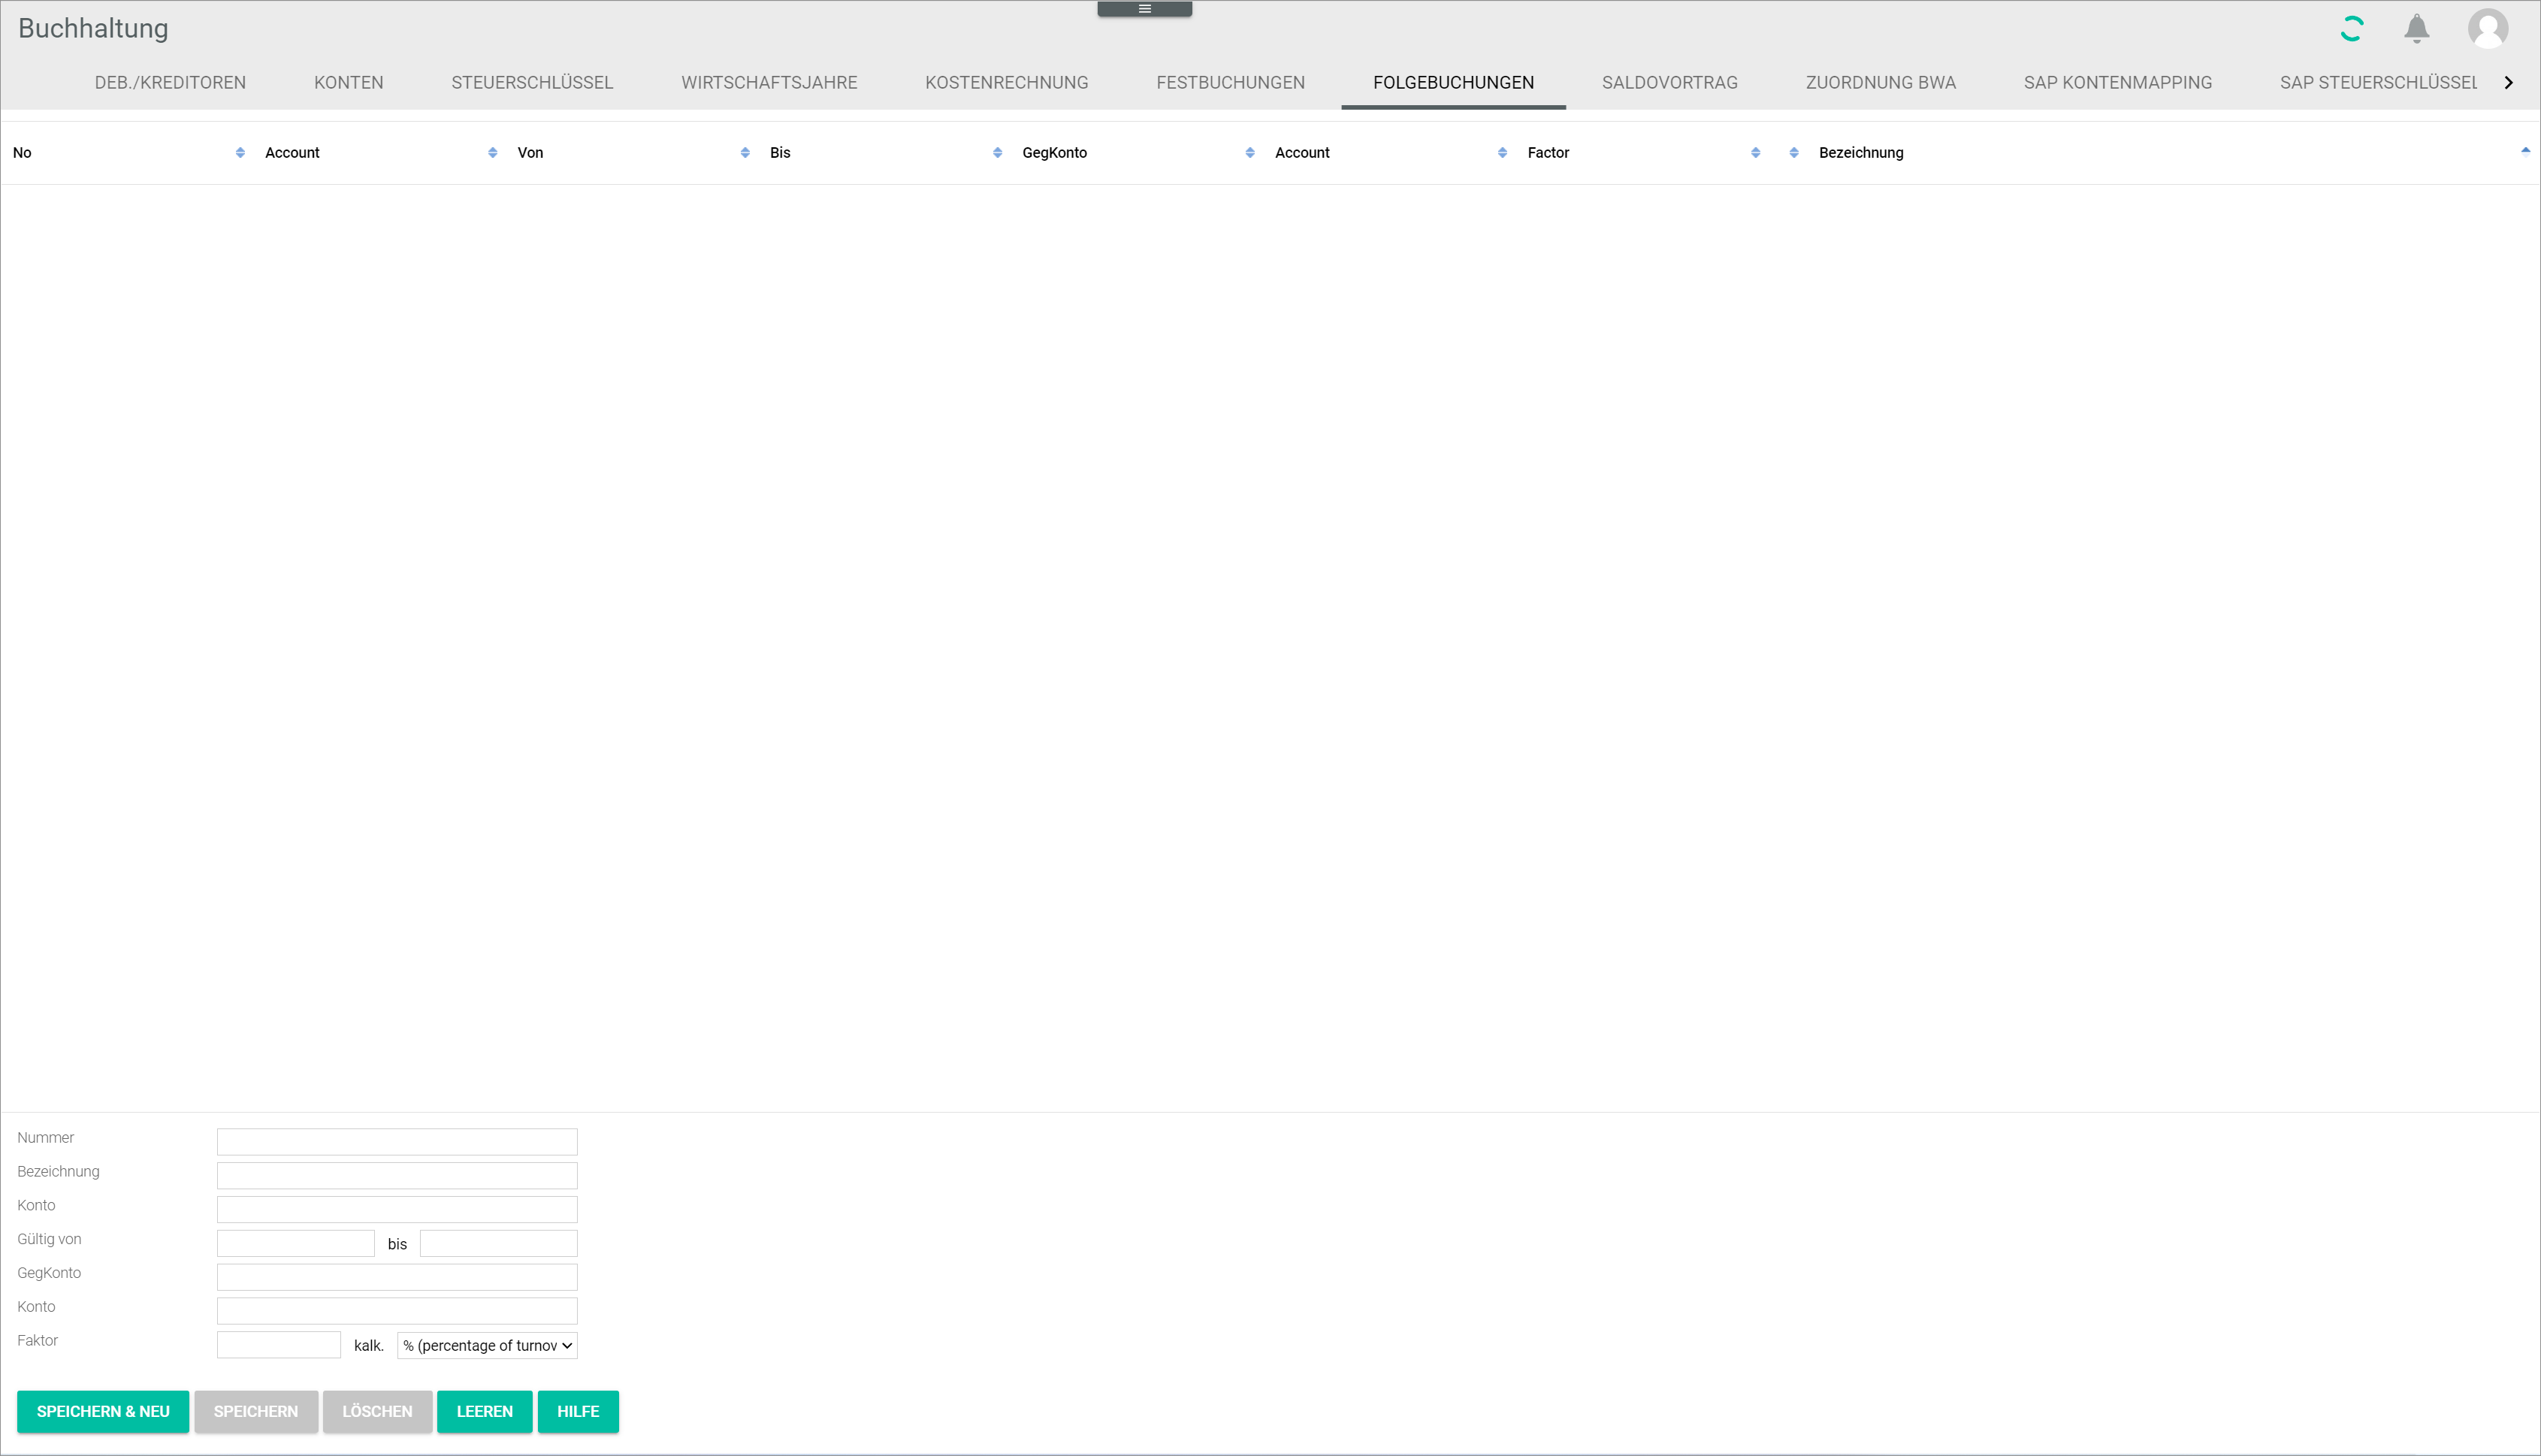 Buchhaltung
DEB./KREDITOREN KONTEN STEUERSCHLÜSSEL WIRTSCHAFTSJAHRE KOSTENRECHNUNG FESTBUCHUNGEN FOLGEBUCHUNGEN SALDOVORTRAG ZUORDNUNG BWA SAP KONTENMAPPING SAP STEUERSCHLÜSSEL
No Account Von Bis GegKonto Account Factor Bezeichnung
Nummer
Bezeichnung
Konto
Gültig von bis
GegKonto
Konto
Faktor kalk. % (percentage of turnov
SPEICHERN & NEU SPEICHERN LÖSCHEN LEEREN HILFE